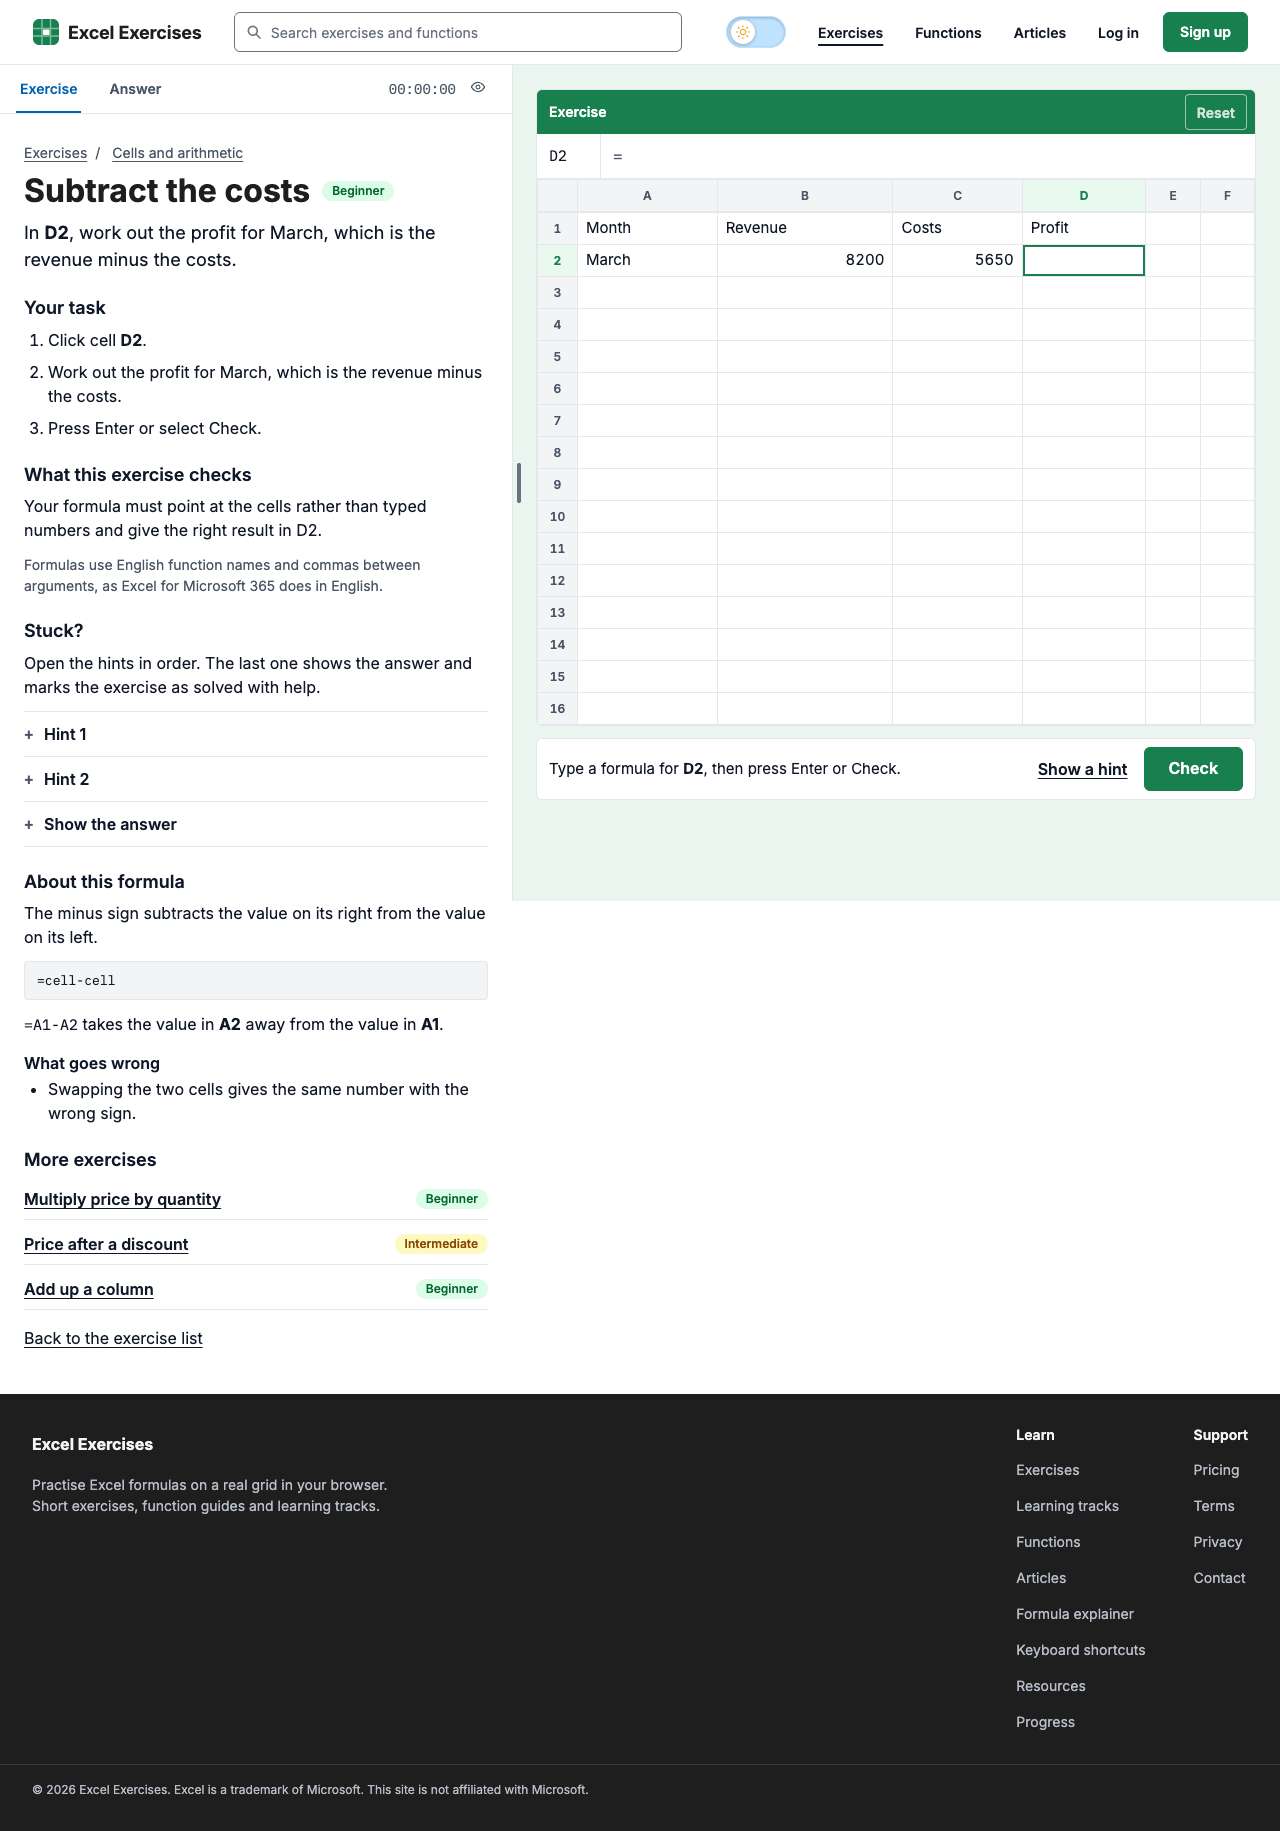 Excel Exercises
Search exercises and functions
Exercises
Functions
Articles
Log in
Sign up
Exercise
Answer
00:00:00
Exercises / Cells and arithmetic
Subtract the costs Beginner
In D2, work out the profit for March, which is the
revenue minus the costs.
Your task
1. Click cell D2.
2. Work out the profit for March, which is the revenue minus
the costs.
3. Press Enter or select Check.
What this exercise checks
Your formula must point at the cells rather than typed
numbers and give the right result in D2.
Formulas use English function names and commas between
arguments, as Excel for Microsoft 365 does in English.
Stuck?
Open the hints in order. The last one shows the answer and
marks the exercise as solved with help.
+ Hint 1
+ Hint 2
+ Show the answer
About this formula
The minus sign subtracts the value on its right from the value
on its left.
=cell-cell
=A1-A2 takes the value in A2 away from the value in A1.
What goes wrong
• Swapping the two cells gives the same number with the
wrong sign.
More exercises
Multiply price by quantity Beginner
Price after a discount Intermediate
Add up a column Beginner
Back to the exercise list
Exercise
Reset
D2 =
A B C D E F
1 Month Revenue Costs Profit
2 March 8200 5650
3
4
5
6
7
8
9
10
11
12
13
14
15
16
Type a formula for D2, then press Enter or Check.
Show a hint
Check
Excel Exercises
Practise Excel formulas on a real grid in your browser.
Short exercises, function guides and learning tracks.
Learn
Exercises
Learning tracks
Functions
Articles
Formula explainer
Keyboard shortcuts
Resources
Progress
Support
Pricing
Terms
Privacy
Contact
© 2026 Excel Exercises. Excel is a trademark of Microsoft. This site is not affiliated with Microsoft.